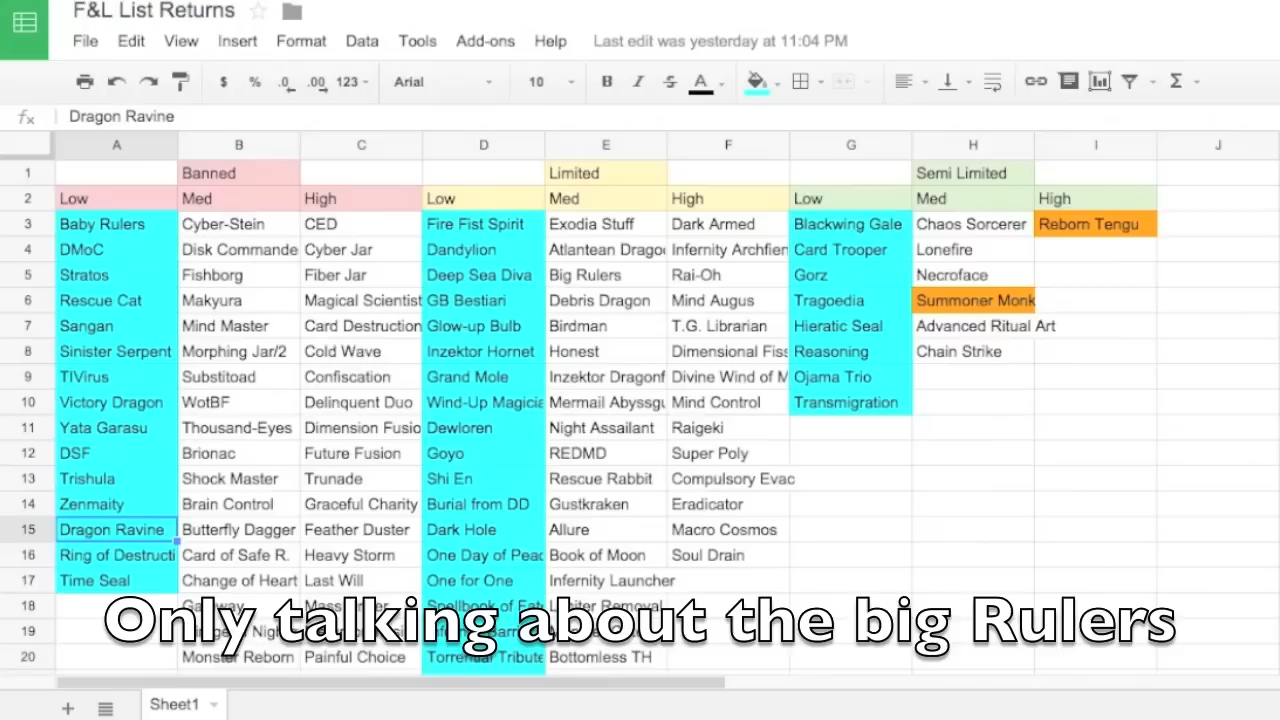 F&L List Returns
File Edit View Insert Format Data Tools Add-ons Help Last edit was yesterday at 11:04 PM
$ % .0 .00 123 Arial 10 B I S A Σ
fx Dragon Ravine
A B C D E F G H I J
1 Banned Limited Semi Limited
2 Low Med High Low Med High Low Med High
3 Baby Rulers Cyber-Stein CED Fire Fist Spirit Exodia Stuff Dark Armed Blackwing Gale Chaos Sorcerer Reborn Tengu
4 DMoC Disk Commande Cyber Jar Dandylion Atlantean Drago Infernity Archfien Card Trooper Lonefire
5 Stratos Fishborg Fiber Jar Deep Sea Diva Big Rulers Rai-Oh Gorz Necroface
6 Rescue Cat Makyura Magical Scientist GB Bestiari Debris Dragon Mind Augus Tragoedia Summoner Monk
7 Sangan Mind Master Card Destruction Glow-up Bulb Birdman T.G. Librarian Hieratic Seal Advanced Ritual Art
8 Sinister Serpent Morphing Jar/2 Cold Wave Inzektor Hornet Honest Dimensional Fiss Reasoning Chain Strike
9 TIVirus Substitoad Confiscation Grand Mole Inzektor Dragonf Divine Wind of M Ojama Trio
10 Victory Dragon WotBF Delinquent Duo Wind-Up Magicia Mermail Abyssgu Mind Control Transmigration
11 Yata Garasu Thousand-Eyes Dimension Fusio Dewloren Night Assailant Raigeki
12 DSF Brionac Future Fusion Goyo REDMD Super Poly
13 Trishula Shock Master Trunade Shi En Rescue Rabbit Compulsory Evac
14 Zenmaity Brain Control Graceful Charity Burial from DD Gustkraken Eradicator
15 Dragon Ravine Butterfly Dagger Feather Duster Dark Hole Allure Macro Cosmos
16 Ring of Destructi Card of Safe R. Heavy Storm One Day of Peac Book of Moon Soul Drain
17 Time Seal Change of Heart Last Will One for One Infernity Launcher
18 Spellbook of Limiter Removal
Only talking about the big Rulers
19
20 Monster Reborn Painful Choice Torrential Tribute Bottomless TH
+ Sheet1